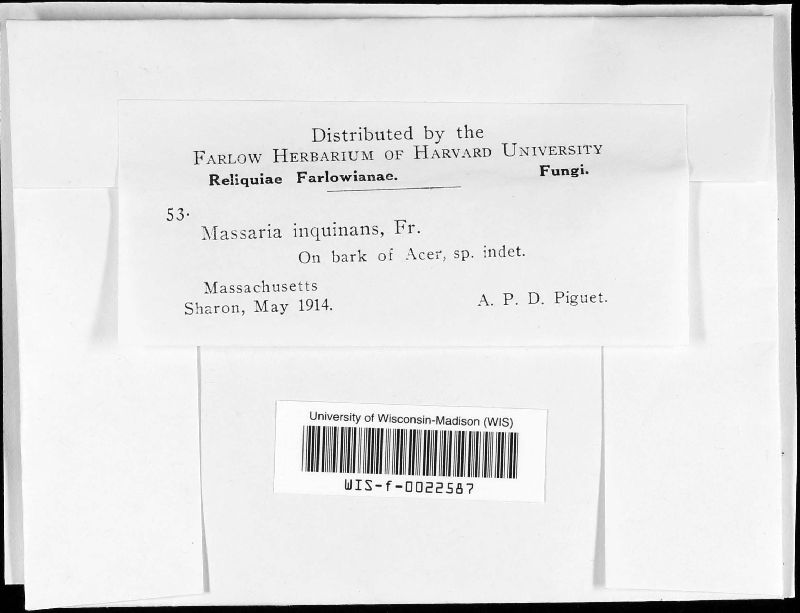 Distributed by the
FARLOW HERBARIUM OF HARVARD UNIVERSITY
Reliquiae Farlowianae. Fungi.
53.
Massaria inquinans, Fr.
On bark of Acer, sp. indet.
Massachusetts
Sharon, May 1914. A. P. D. Piguet.
University of Wisconsin-Madison (WIS)
WIS-f-0022587